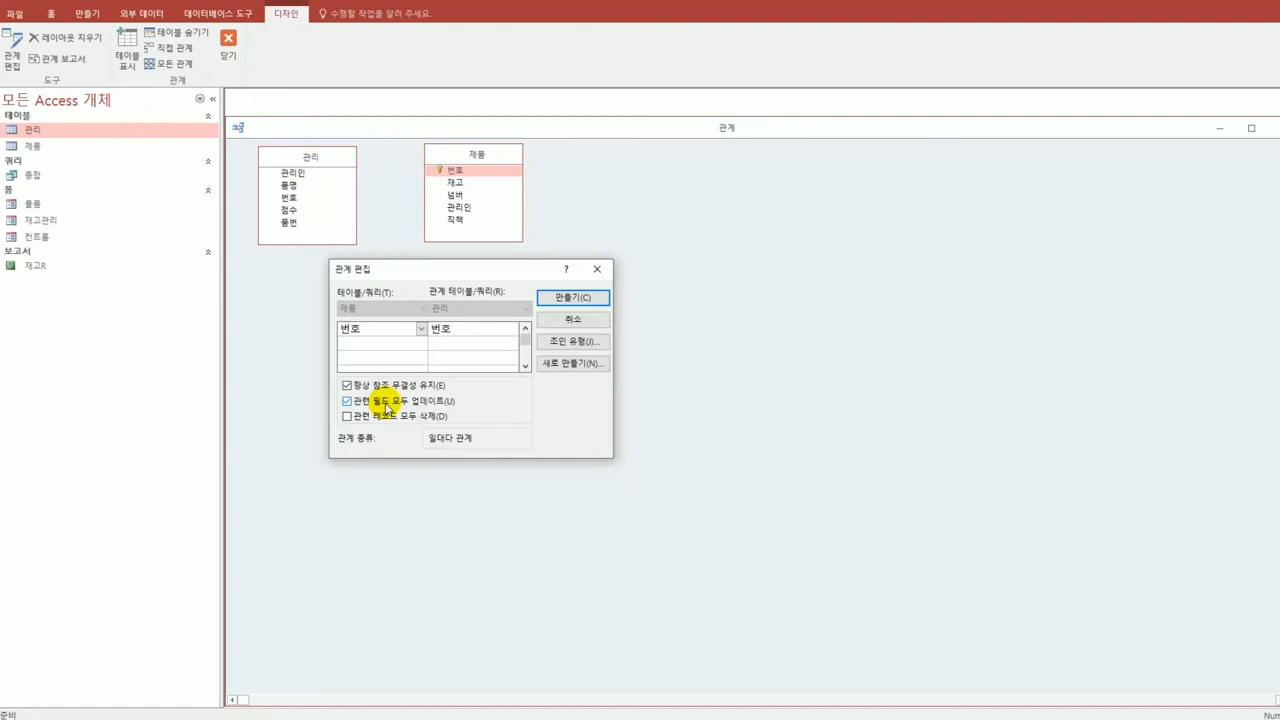 파일 홈 만들기 외부 데이터 데이터베이스 도구 디자인 수행할 작업을 알려 주세요.
관계 편집
레이아웃 지우기
관계 보고서
도구
테이블 표시
테이블 숨기기
직접 관계
모든 관계
관계
닫기
모든 Access 개체
테이블
관리
제품
쿼리
종합
폼
물품
재고관리
컨트롤
보고서
재고R
관계
관리
관리인
품명
번호
점수
품번
제품
번호
재고
넘버
관리인
직책
관계 편집
테이블/쿼리(T): 관계 테이블/쿼리(R):
제품 관리
번호 번호
만들기(C)
취소
조인 유형(J)...
새로 만들기(N)...
항상 참조 무결성 유지(E)
관련 필드 모두 업데이트(U)
관련 레코드 모두 삭제(D)
관계 종류: 일대다 관계
준비
Num